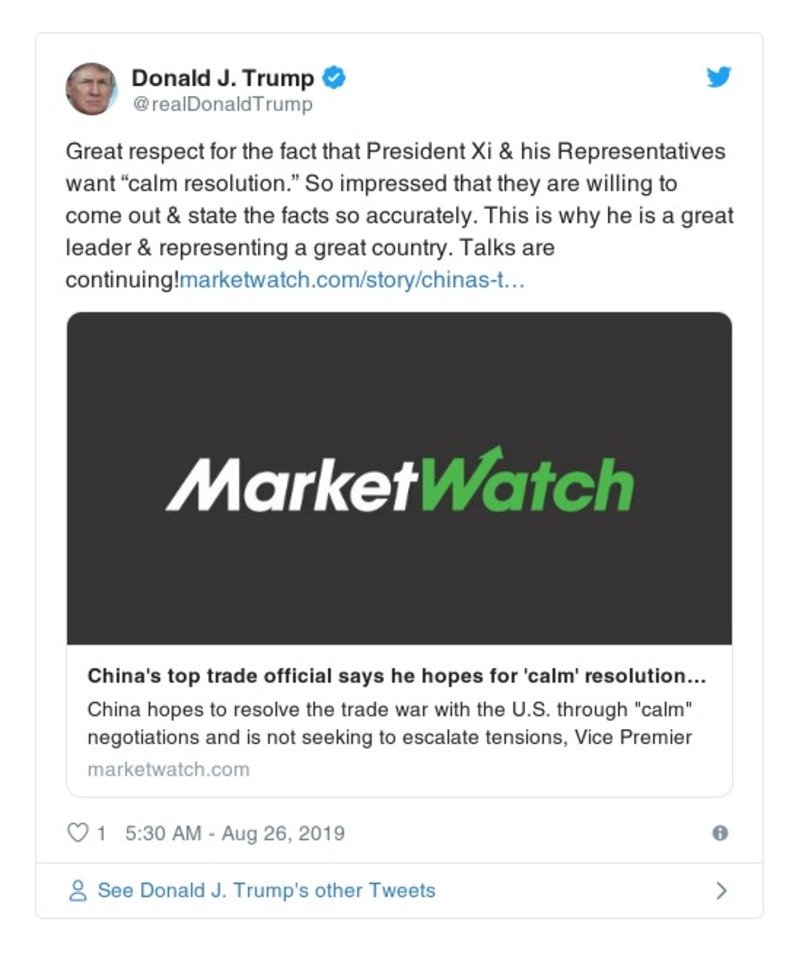 Donald J. Trump
@realDonaldTrump
Great respect for the fact that President Xi & his Representatives
want “calm resolution.” So impressed that they are willing to
come out & state the facts so accurately. This is why he is a great
leader & representing a great country. Talks are
continuing!marketwatch.com/story/chinas-t…
MarketWatch
China's top trade official says he hopes for 'calm' resolution...
China hopes to resolve the trade war with the U.S. through "calm"
negotiations and is not seeking to escalate tensions, Vice Premier
marketwatch.com
1 5:30 AM - Aug 26, 2019
See Donald J. Trump's other Tweets